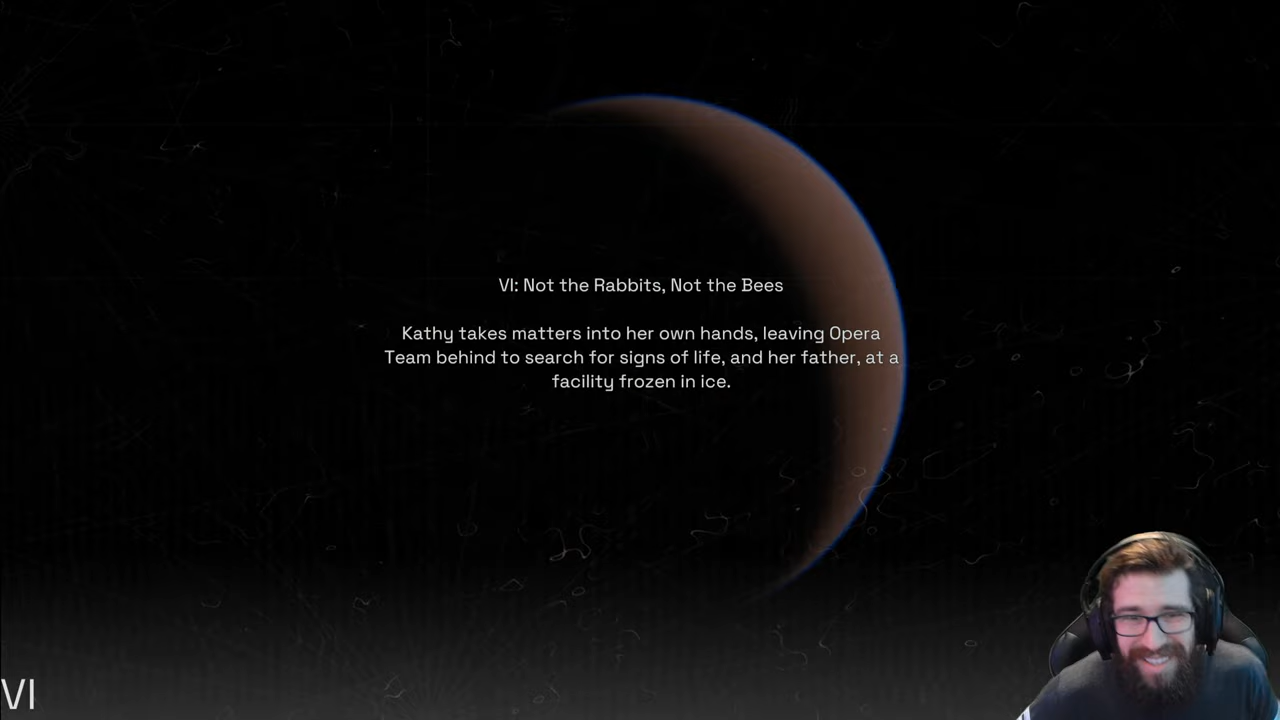 VI: Not the Rabbits, Not the Bees
Kathy takes matters into her own hands, leaving Opera
Team behind to search for signs of life, and her father, at a
facility frozen in ice.
VI